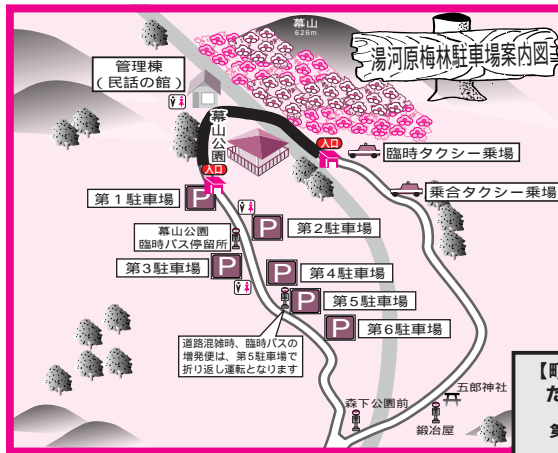 湯河原梅林駐車場案内図
幕山
626m
管理棟
(民話の館)
幕山公園
入口
入口
臨時タクシー乗場
乗合タクシー乗場
第1駐車場
P
幕山公園
臨時バス停留所
P
第2駐車場
第3駐車場
P
P
第4駐車場
P
第5駐車場
P
第6駐車場
道路混雑時、臨時バスの
増発便は、第5駐車場で
折り返し運転となります
五郎神社
森下公園前
鍛冶屋